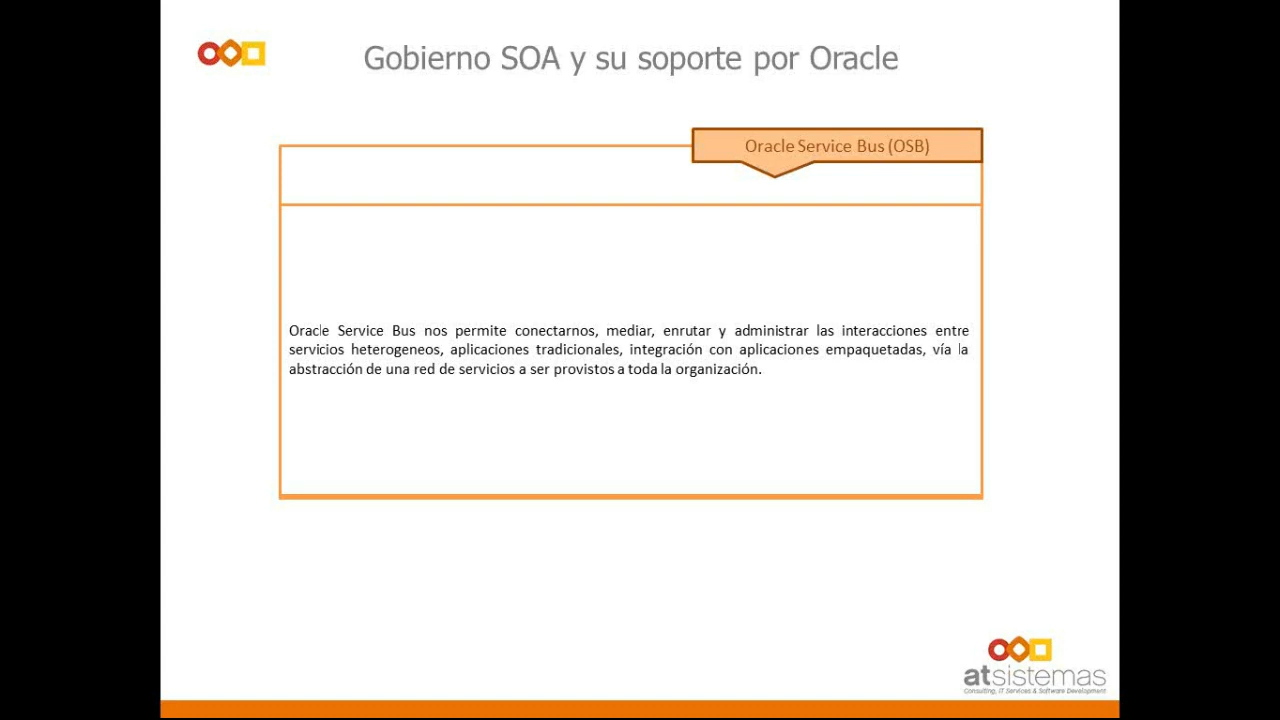 Gobierno SOA y su soporte por Oracle
Oracle Service Bus (OSB)
Oracle Service Bus nos permite conectarnos, mediar, enrutar y administrar las interacciones entre
servicios heterogeneos, aplicaciones tradicionales, integración con aplicaciones empaquetadas, vía la
abstracción de una red de servicios a ser provistos a toda la organización.
atsistemas
Consulting, IT Services & Software Development